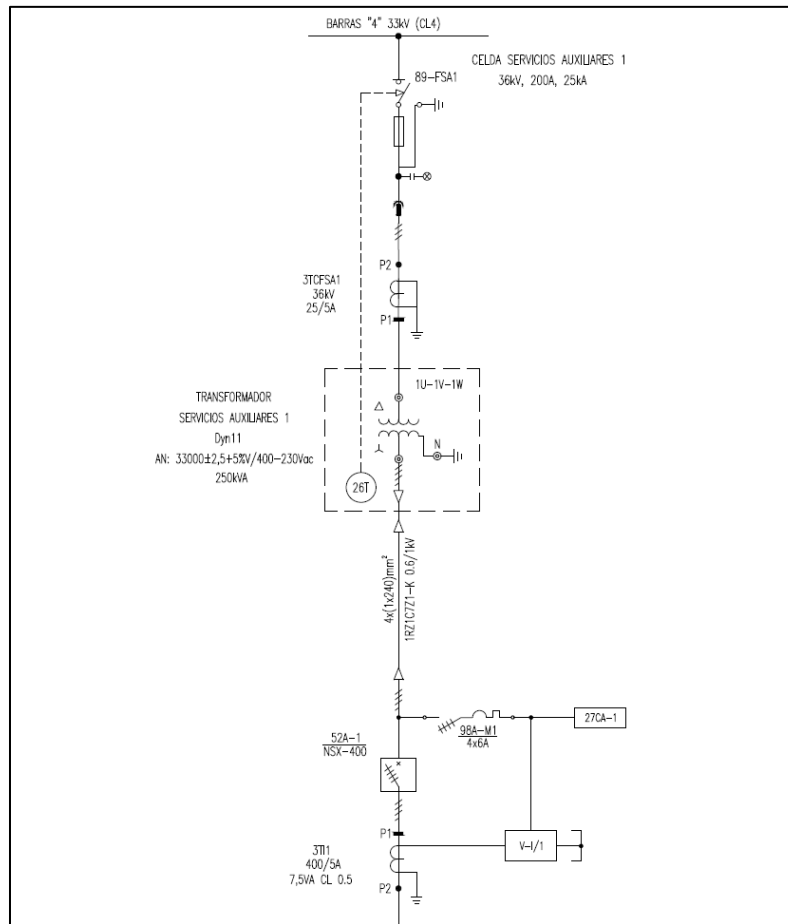 BARRAS "4" 33kV (CL4)
CELDA SERVICIOS AUXILIARES 1
36kV, 200A, 25kA
89-FSA1
P2
3TCFSA1
36kV
25/5A
P1
1U-1V-1W
TRANSFORMADOR
SERVICIOS AUXILIARES 1
Dyn11
AN: 33000±2,5+5%V/400-230Vac
250kVA
N
26T
4x(1x240)mm²
1RZ1C7Z1-K 0.6/1kV
52A-1
NSX-400
98A-M1
4x6A
27CA-1
P1
3TI1
400/5A
7,5VA CL 0.5
P2
V-I/1